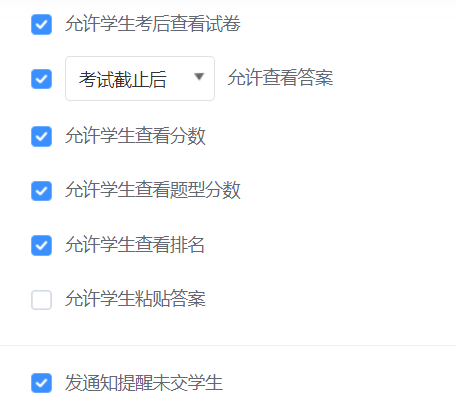 允许学生考后查看试卷
考试截止后 允许查看答案
允许学生查看分数
允许学生查看题型分数
允许学生查看排名
允许学生粘贴答案
发通知提醒未交学生